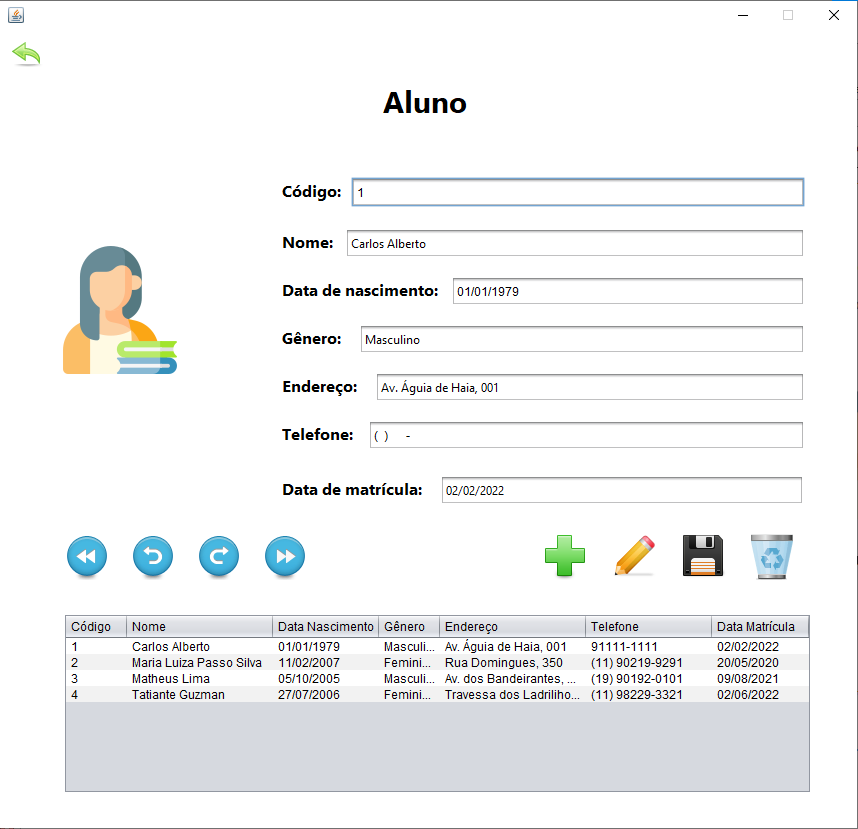 Aluno
Código: 1
Nome: Carlos Alberto
Data de nascimento: 01/01/1979
Gênero: Masculino
Endereço: Av. Águia de Haia, 001
Telefone: ( ) -
Data de matrícula: 02/02/2022
Código Nome Data Nascimento Gênero Endereço Telefone Data Matrícula
1 Carlos Alberto 01/01/1979 Masculi... Av. Águia de Haia, 001 91111-1111 02/02/2022
2 Maria Luiza Passo Silva 11/02/2007 Femini... Rua Domingues, 350 (11) 90219-9291 20/05/2020
3 Matheus Lima 05/10/2005 Masculi... Av. dos Bandeirantes, ... (19) 90192-0101 09/08/2021
4 Tatiante Guzman 27/07/2006 Femini... Travessa dos Ladriliho... (11) 98229-3321 02/06/2022